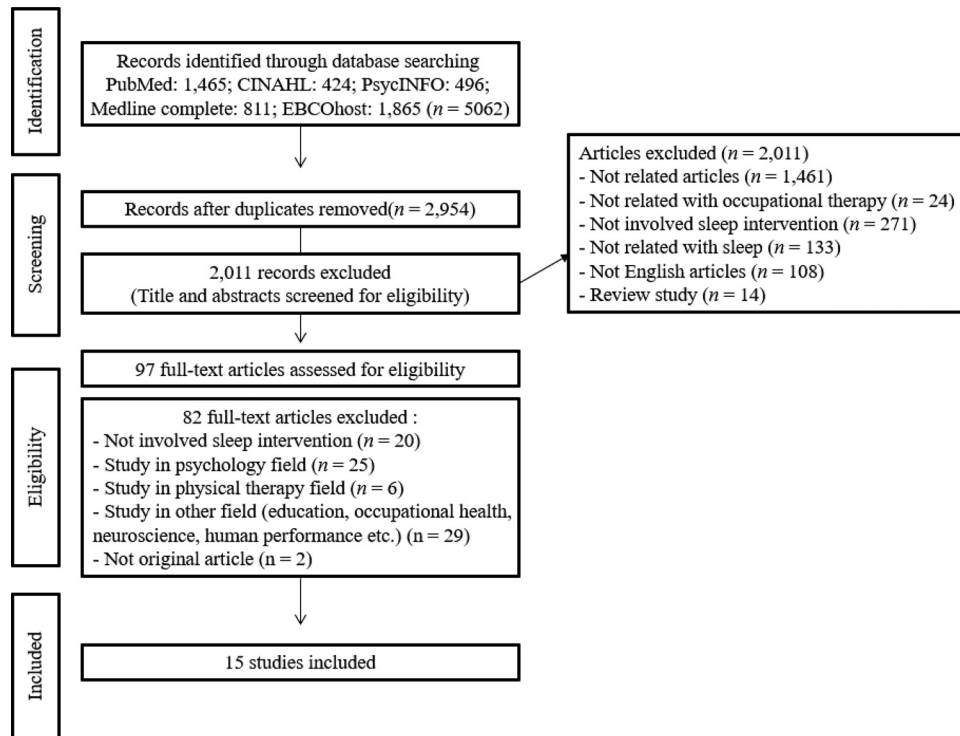 Identification
Records identified through database searching
PubMed: 1,465; CINAHL: 424; PsycINFO: 496;
Medline complete: 811; EBCOhost: 1,865 (n = 5062)
Screening
Records after duplicates removed(n = 2,954)
2,011 records excluded
(Title and abstracts screened for eligibility)
Articles excluded (n = 2,011)
- Not related articles (n = 1,461)
- Not related with occupational therapy (n = 24)
- Not involved sleep intervention (n = 271)
- Not related with sleep (n = 133)
- Not English articles (n = 108)
- Review study (n = 14)
Eligibility
97 full-text articles assessed for eligibility
82 full-text articles excluded :
- Not involved sleep intervention (n = 20)
- Study in psychology field (n = 25)
- Study in physical therapy field (n = 6)
- Study in other field (education, occupational health,
neuroscience, human performance etc.) (n = 29)
- Not original article (n = 2)
Included
15 studies included